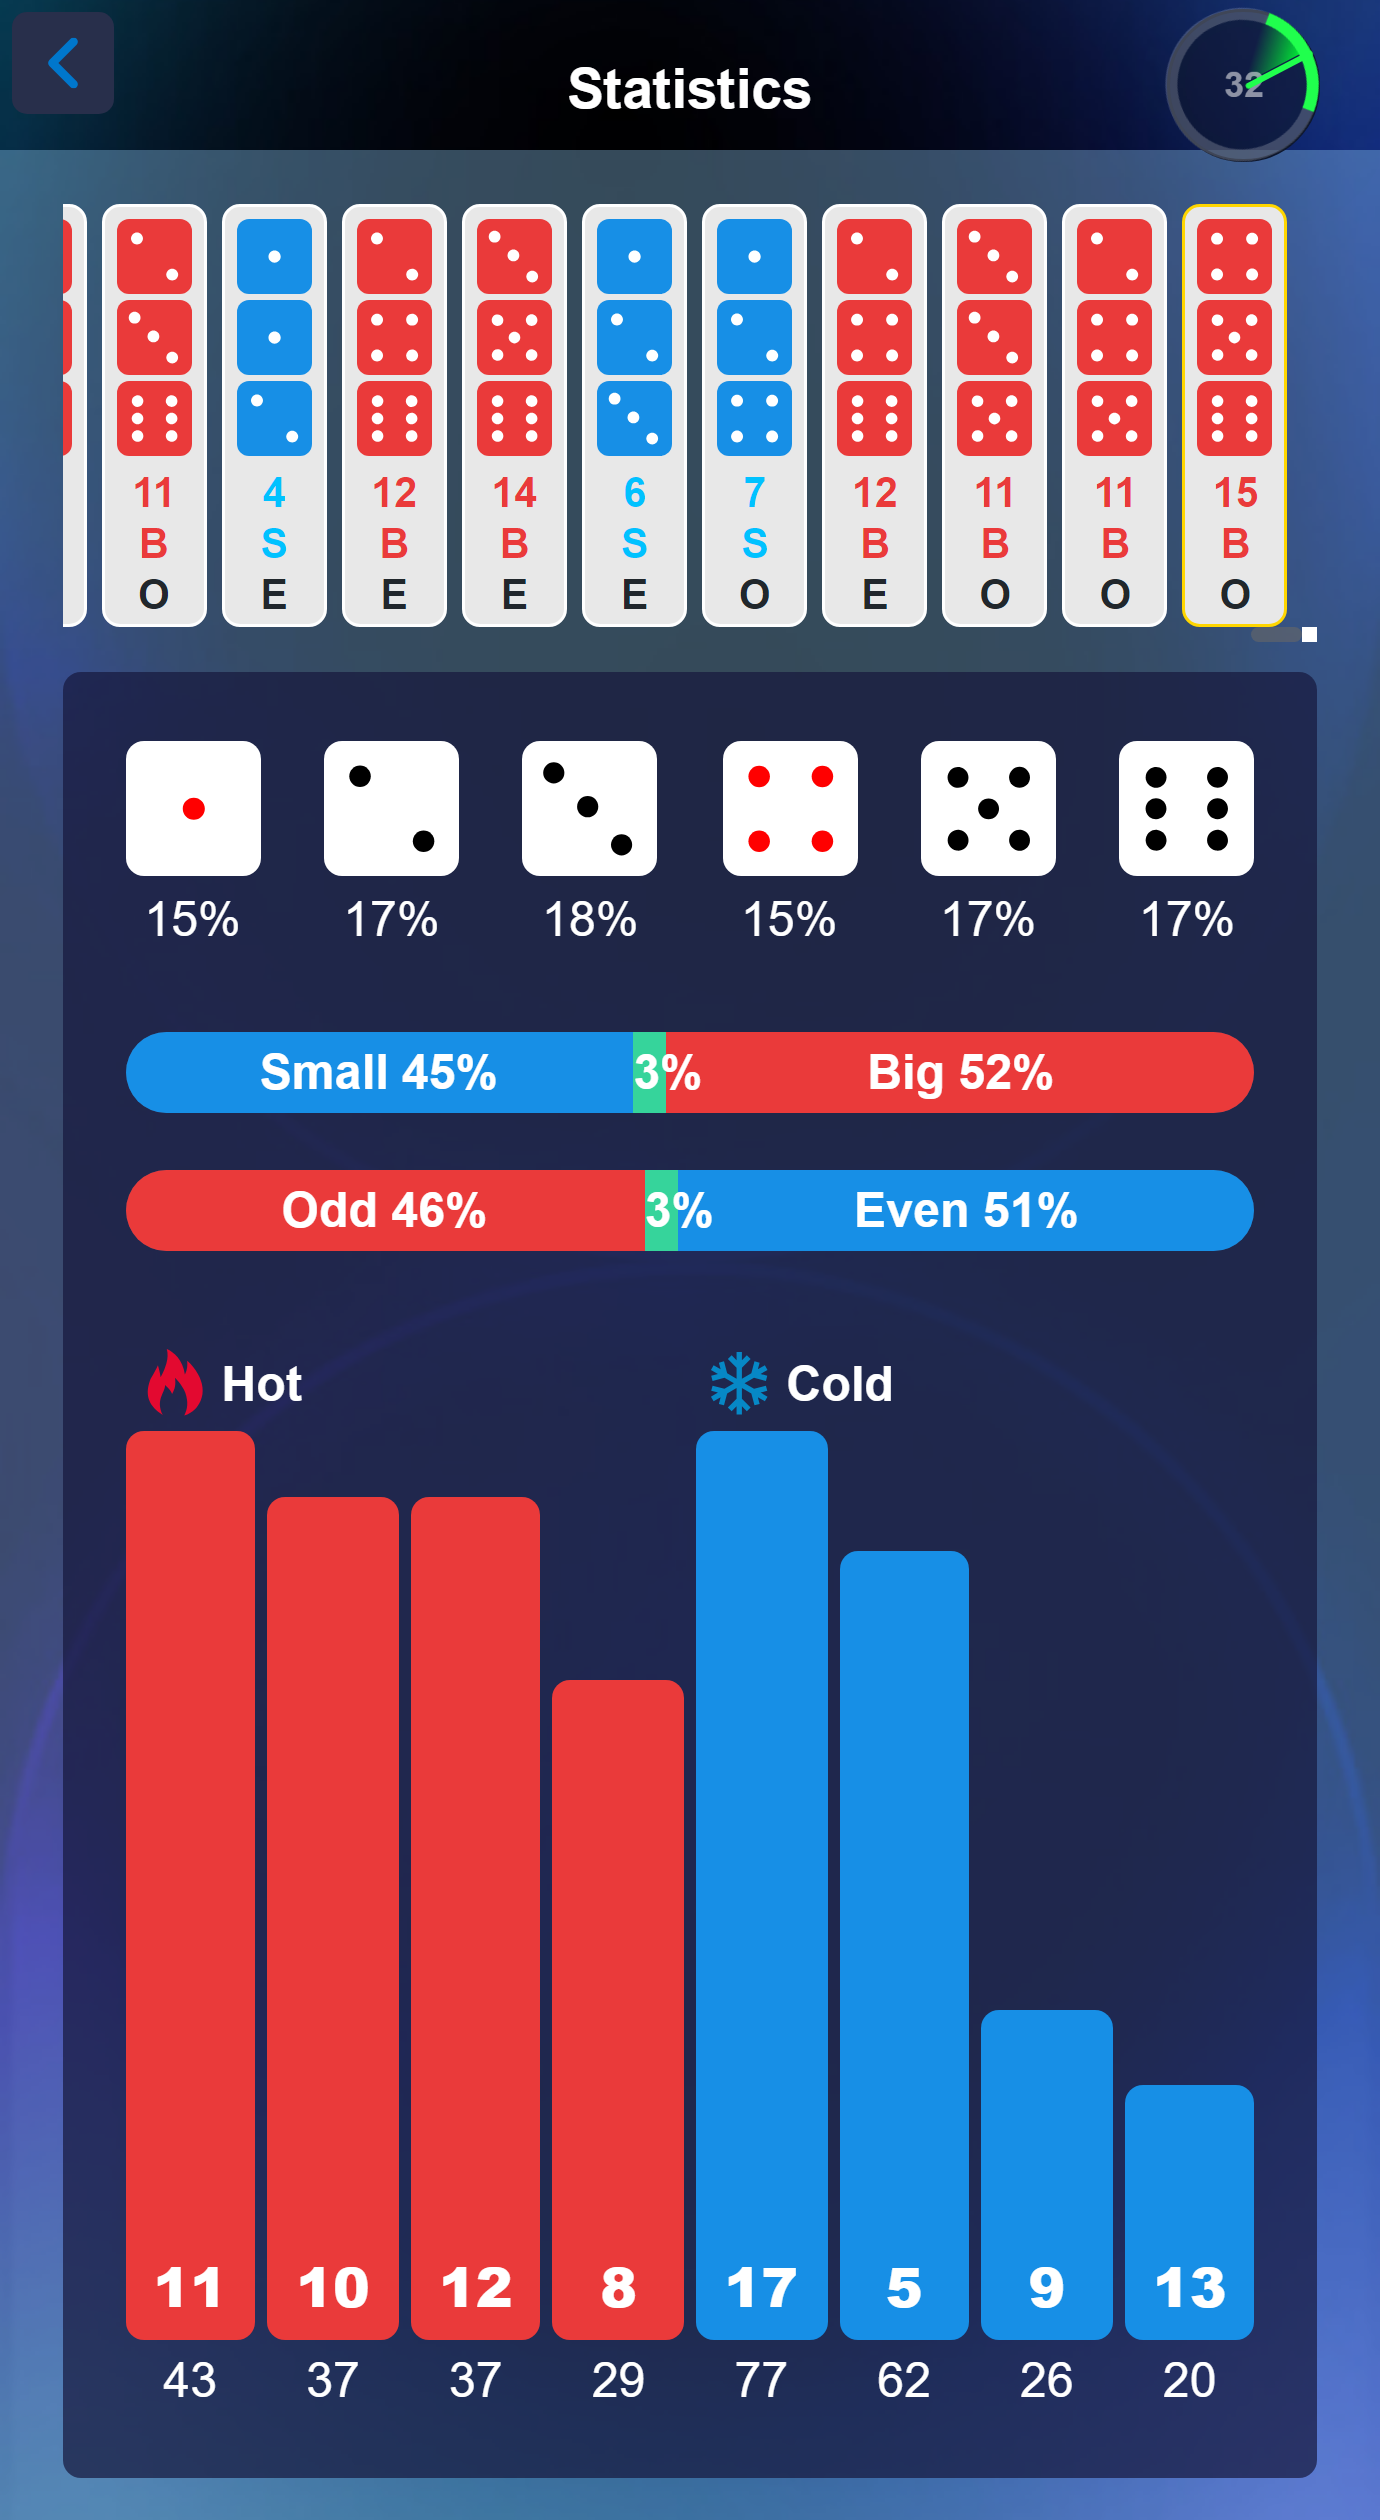 Statistics
32
11 4 12 14 6 7 12 11 11 15
B S B B S S B B B B
O E E E E O E O O O
15% 17% 18% 15% 17% 17%
Small 45% 3% Big 52%
Odd 46% 3% Even 51%
Hot Cold
11 10 12 8 17 5 9 13
43 37 37 29 77 62 26 20